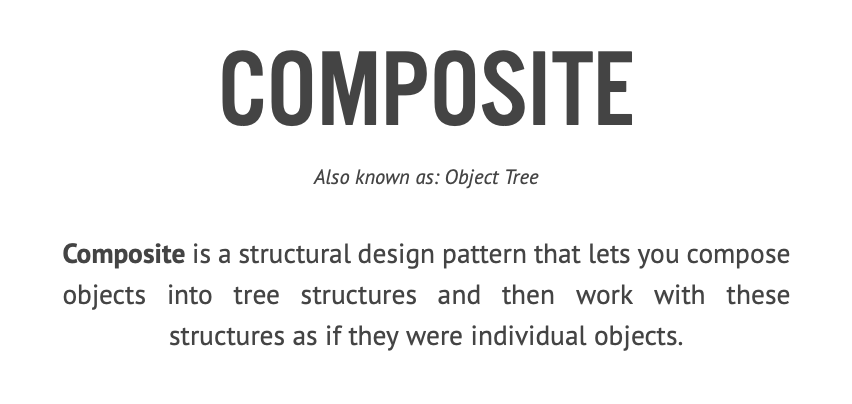 COMPOSITE
Also known as: Object Tree
Composite is a structural design pattern that lets you compose
objects into tree structures and then work with these
structures as if they were individual objects.